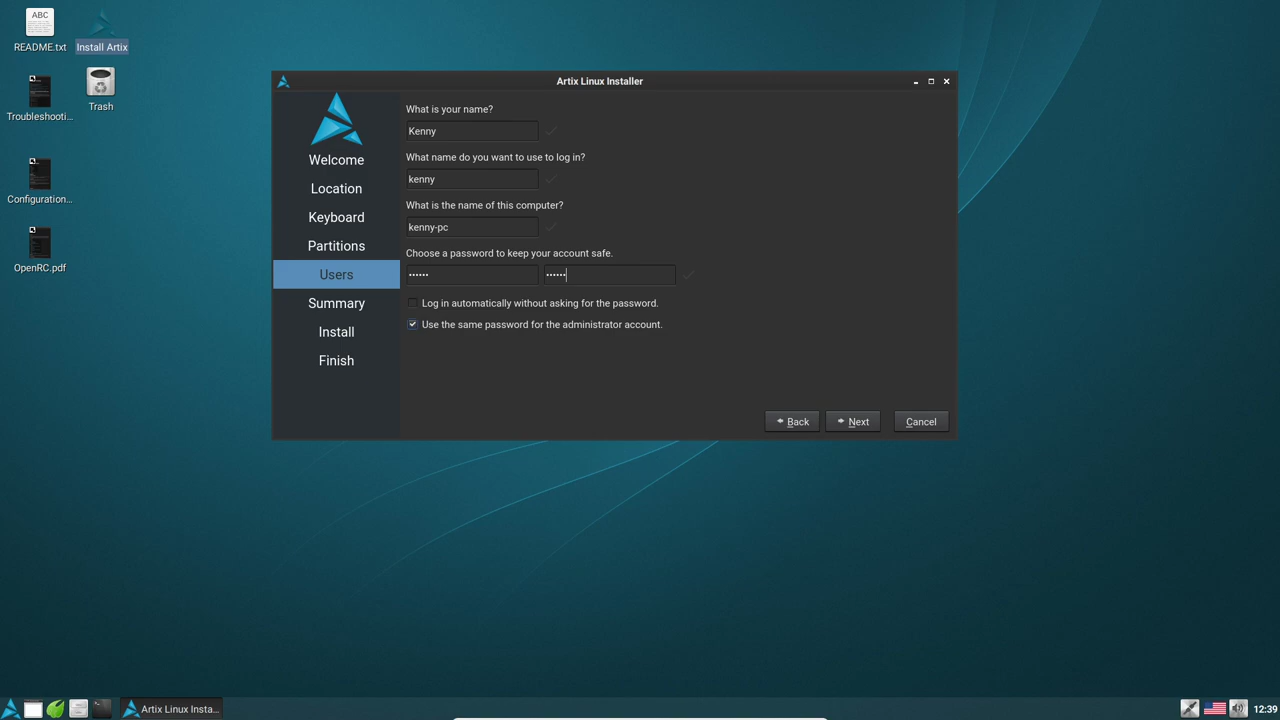 ABC
README.txt
Install Artix
Troubleshooti...
Trash
Configuration...
OpenRC.pdf
Artix Linux Installer
Welcome
Location
Keyboard
Partitions
Users
Summary
Install
Finish
What is your name?
Kenny
What name do you want to use to log in?
kenny
What is the name of this computer?
kenny-pc
Choose a password to keep your account safe.
•••••• ••••••
Log in automatically without asking for the password.
Use the same password for the administrator account.
Back Next Cancel
Artix Linux Insta... 12:39